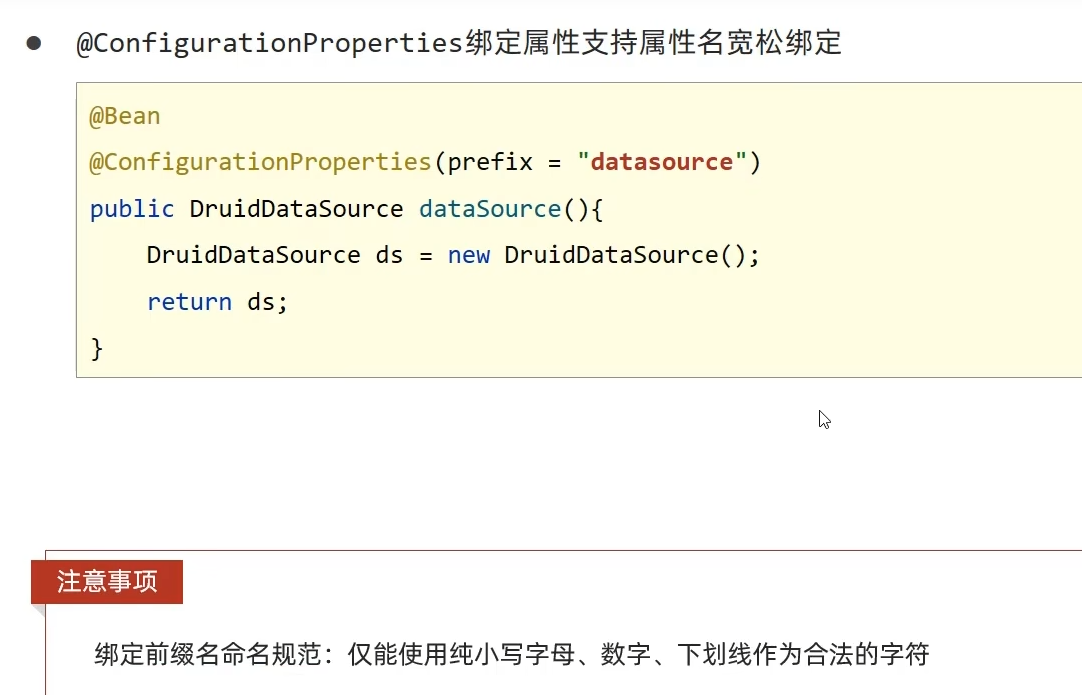 ● @ConfigurationProperties绑定属性支持属性名宽松绑定
@Bean
@ConfigurationProperties(prefix = "datasource")
public DruidDataSource dataSource(){
    DruidDataSource ds = new DruidDataSource();
    return ds;
}
注意事项
绑定前缀名命名规范：仅能使用纯小写字母、数字、下划线作为合法的字符